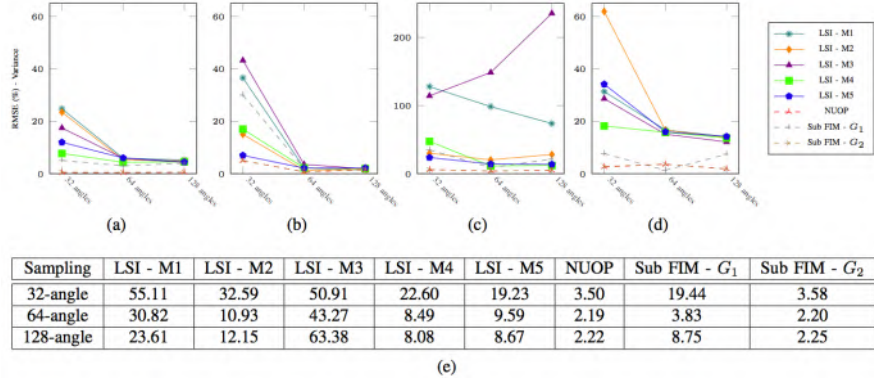 RMSE (%) - Variance
60
40
20
0
32 angles
64 angles
128 angles
(a)
60
40
20
0
32 angles
64 angles
128 angles
(b)
200
100
0
32 angles
64 angles
128 angles
(c)
60
40
20
0
32 angles
64 angles
128 angles
(d)
LSI - M1
LSI - M2
LSI - M3
LSI - M4
LSI - M5
NUOP
Sub FIM - G₁
Sub FIM - G₂
Sampling LSI - M1 LSI - M2 LSI - M3 LSI - M4 LSI - M5 NUOP Sub FIM - G₁ Sub FIM - G₂
32-angle 55.11 32.59 50.91 22.60 19.23 3.50 19.44 3.58
64-angle 30.82 10.93 43.27 8.49 9.59 2.19 3.83 2.20
128-angle 23.61 12.15 63.38 8.08 8.67 2.22 8.75 2.25
(e)